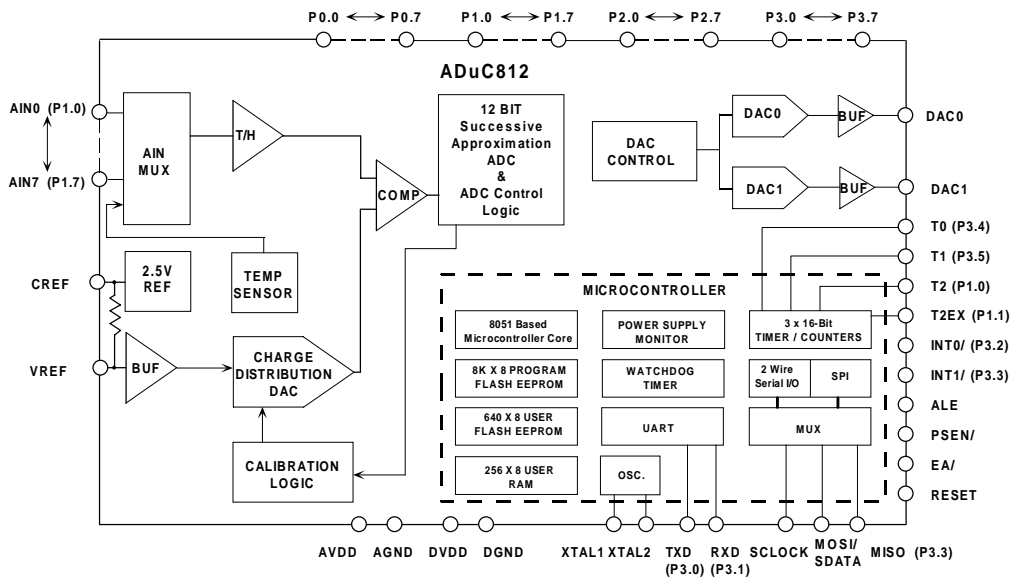 P0.0 P0.7 P1.0 P1.7 P2.0 P2.7 P3.0 P3.7
ADuC812
AIN0 (P1.0)
AIN7 (P1.7)
AIN
MUX
T/H
COMP
12 BIT
Successive
Approximation
ADC
&
ADC Control
Logic
DAC
CONTROL
DAC0
BUF
DAC0
DAC1
BUF
DAC1
T0 (P3.4)
T1 (P3.5)
T2 (P1.0)
T2EX (P1.1)
INT0/ (P3.2)
INT1/ (P3.3)
ALE
PSEN/
EA/
RESET
CREF
2.5V
REF
TEMP
SENSOR
VREF
BUF
CHARGE
DISTRIBUTION
DAC
CALIBRATION
LOGIC
MICROCONTROLLER
8051 Based
Microcontroller Core
POWER SUPPLY
MONITOR
3 x 16-Bit
TIMER / COUNTERS
8K X 8 PROGRAM
FLASH EEPROM
WATCHDOG
TIMER
2 Wire
Serial I/O
SPI
640 X 8 USER
FLASH EEPROM
UART
MUX
256 X 8 USER
RAM
OSC.
AVDD AGND DVDD DGND
XTAL1 XTAL2 TXD
(P3.0)
RXD
(P3.1)
SCLOCK
MOSI/
SDATA
MISO (P3.3)